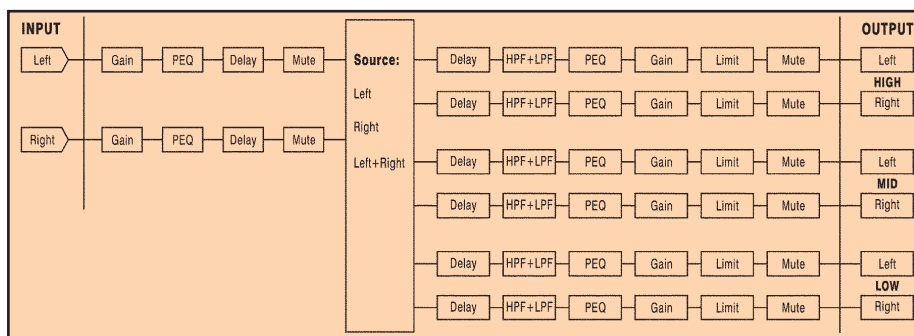 INPUT OUTPUT
Left Gain PEQ Delay Mute Source: Delay HPF+LPF PEQ Gain Limit Mute Left
HIGH
Left Delay HPF+LPF PEQ Gain Limit Mute Right
Right Gain PEQ Delay Mute Right
Left+Right Delay HPF+LPF PEQ Gain Limit Mute Left
MID
Delay HPF+LPF PEQ Gain Limit Mute Right
Delay HPF+LPF PEQ Gain Limit Mute Left
LOW
Delay HPF+LPF PEQ Gain Limit Mute Right